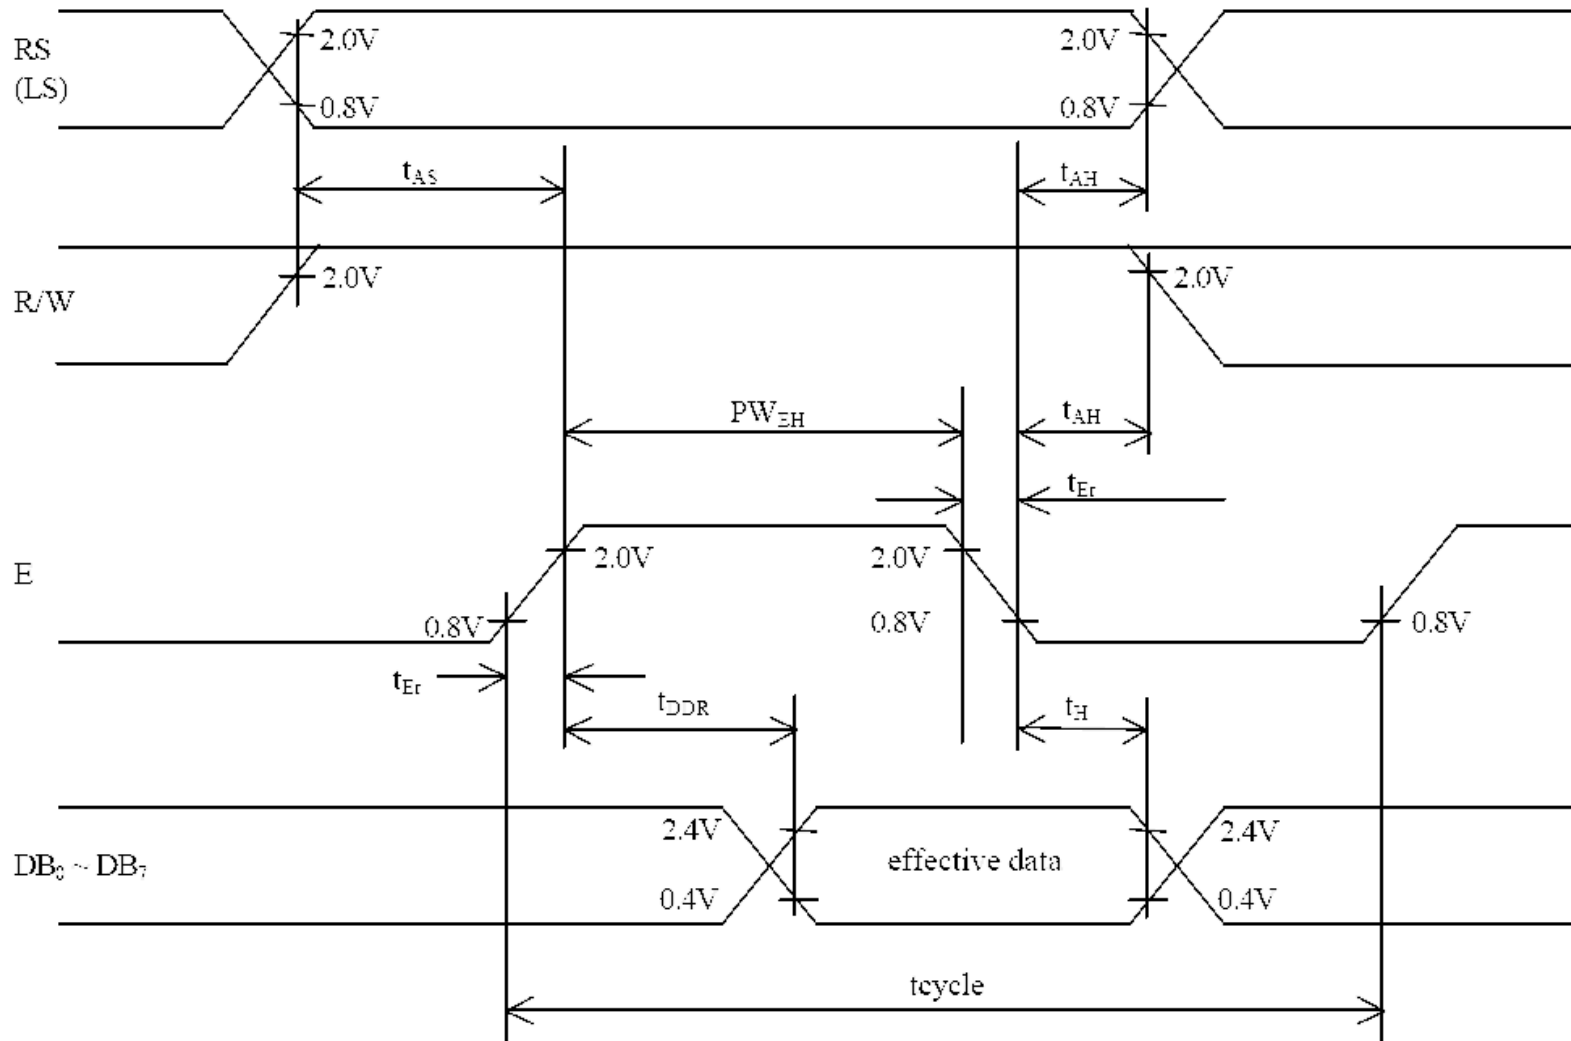 RS
(LS)
2.0V
2.0V
0.8V
0.8V
tAS
tAH
R/W
2.0V
2.0V
PWEH
tAH
tEr
E
2.0V
2.0V
0.8V
0.8V
0.8V
tEr
tDDR
tH
DB0 ~ DB7
2.4V
effective data
2.4V
0.4V
0.4V
tcycle